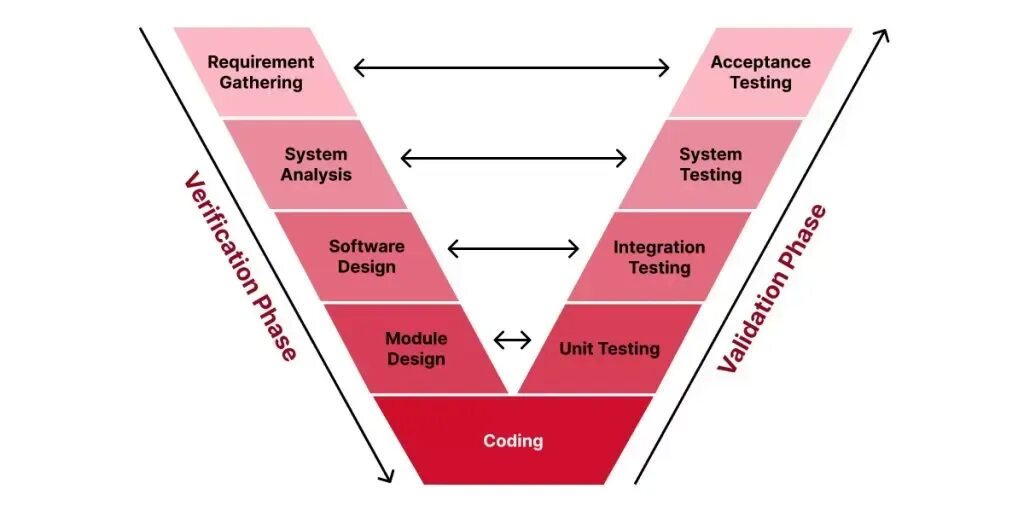 Requirement
Gathering
Acceptance
Testing
System
Analysis
System
Testing
Verification Phase
Validation Phase
Software
Design
Integration
Testing
Module
Design
Unit Testing
Coding